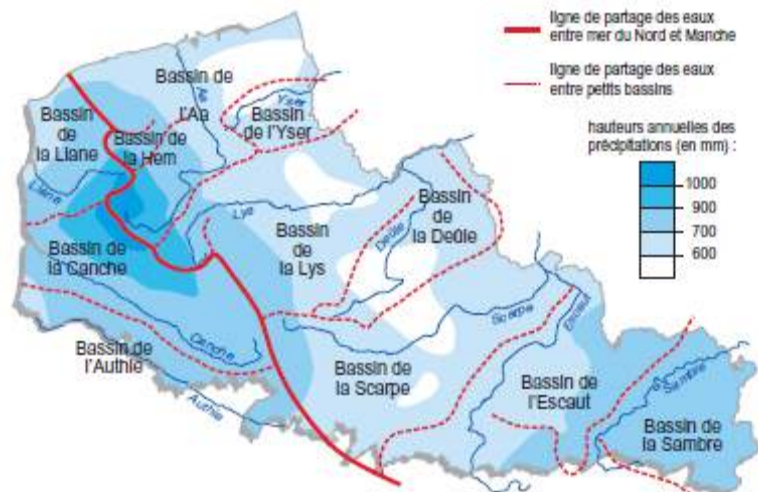 ligne de partage des eaux
entre mer du Nord et Manche
ligne de partage des eaux
entre petits bassins
hauteurs annuelles des
précipitations (en mm) :
1000
900
700
600
Bassin de
l'Aa
Aa
Yser
Bassin
de l'Yser
Bassin
de
la Liane
Bassin de
la Hem
Liane
Lys
Bassin
de
la Deûle
Deûle
Bassin
de
la Lys
Bassin de
la Canche
Canche
Scarpe
Escaut
Bassin de
l'Authie
Authie
Bassin de
la Scarpe
Bassin de
l'Escaut
Sambre
Bassin de
la Sambre